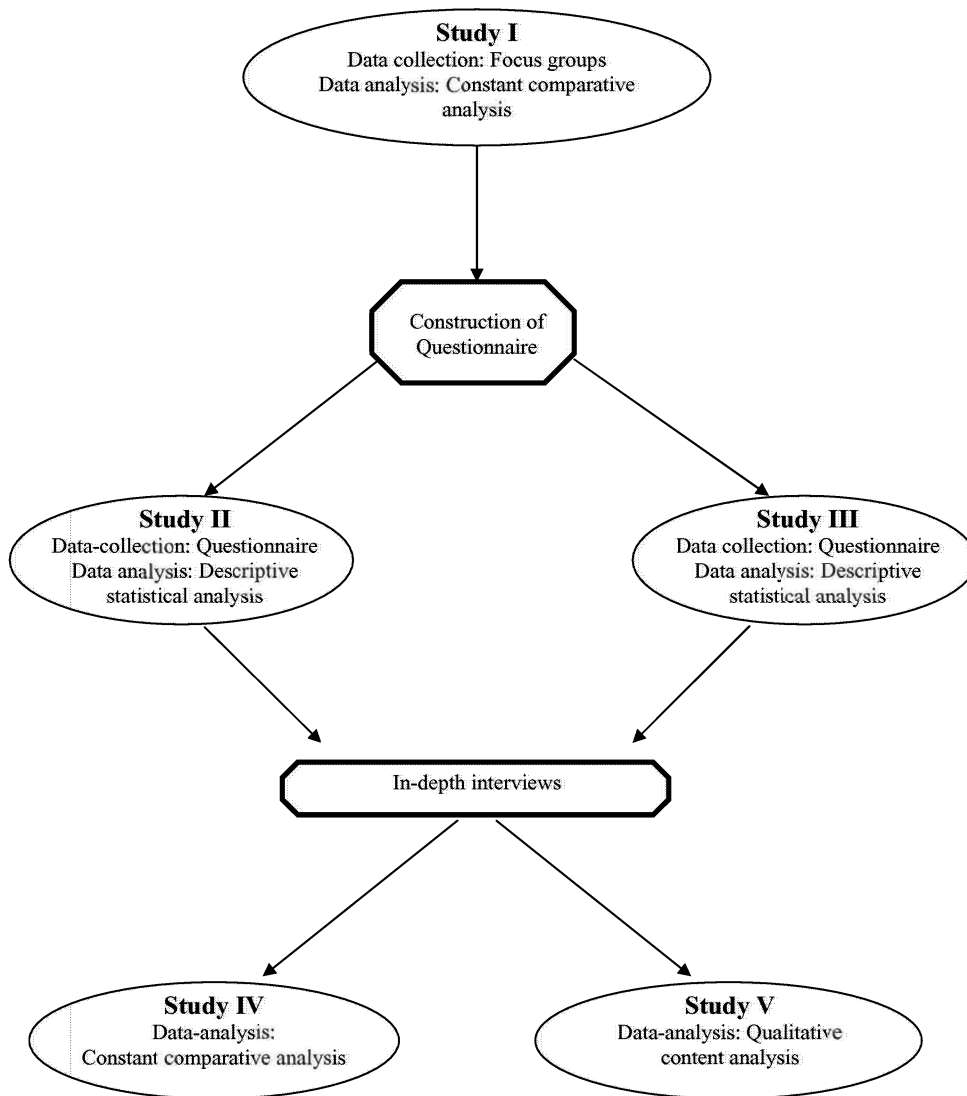 Study I
Data collection: Focus groups
Data analysis: Constant comparative
analysis
Construction of
Questionnaire
Study II
Data-collection: Questionnaire
Data analysis: Descriptive
statistical analysis
Study III
Data collection: Questionnaire
Data analysis: Descriptive
statistical analysis
In-depth interviews
Study IV
Data-analysis:
Constant comparative analysis
Study V
Data-analysis: Qualitative
content analysis